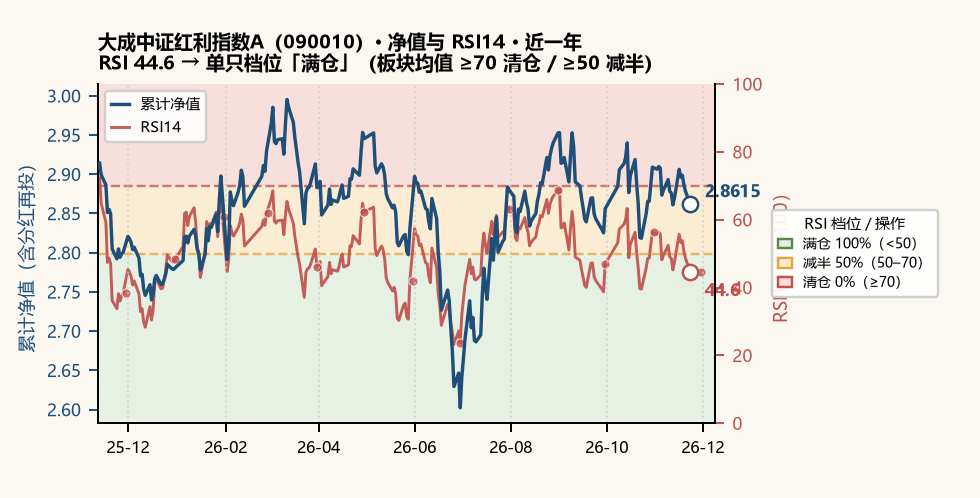 大成中证红利指数A（090010）· 净值与 RSI14 · 近一年
RSI 44.6 → 单只档位「满仓」（板块均值 ≥70 清仓 / ≥50 减半）
累计净值
RSI14
3.00
2.95
2.90
2.85
2.80
2.75
2.70
2.65
2.60
累计净值（含分红再投）
100
80
60
40
20
0
2.8615
44.6
RSI 档位 / 操作
满仓 100%（<50）
减半 50%（50–70）
清仓 0%（≥70）
25-12
26-02
26-04
26-06
26-08
26-10
26-12